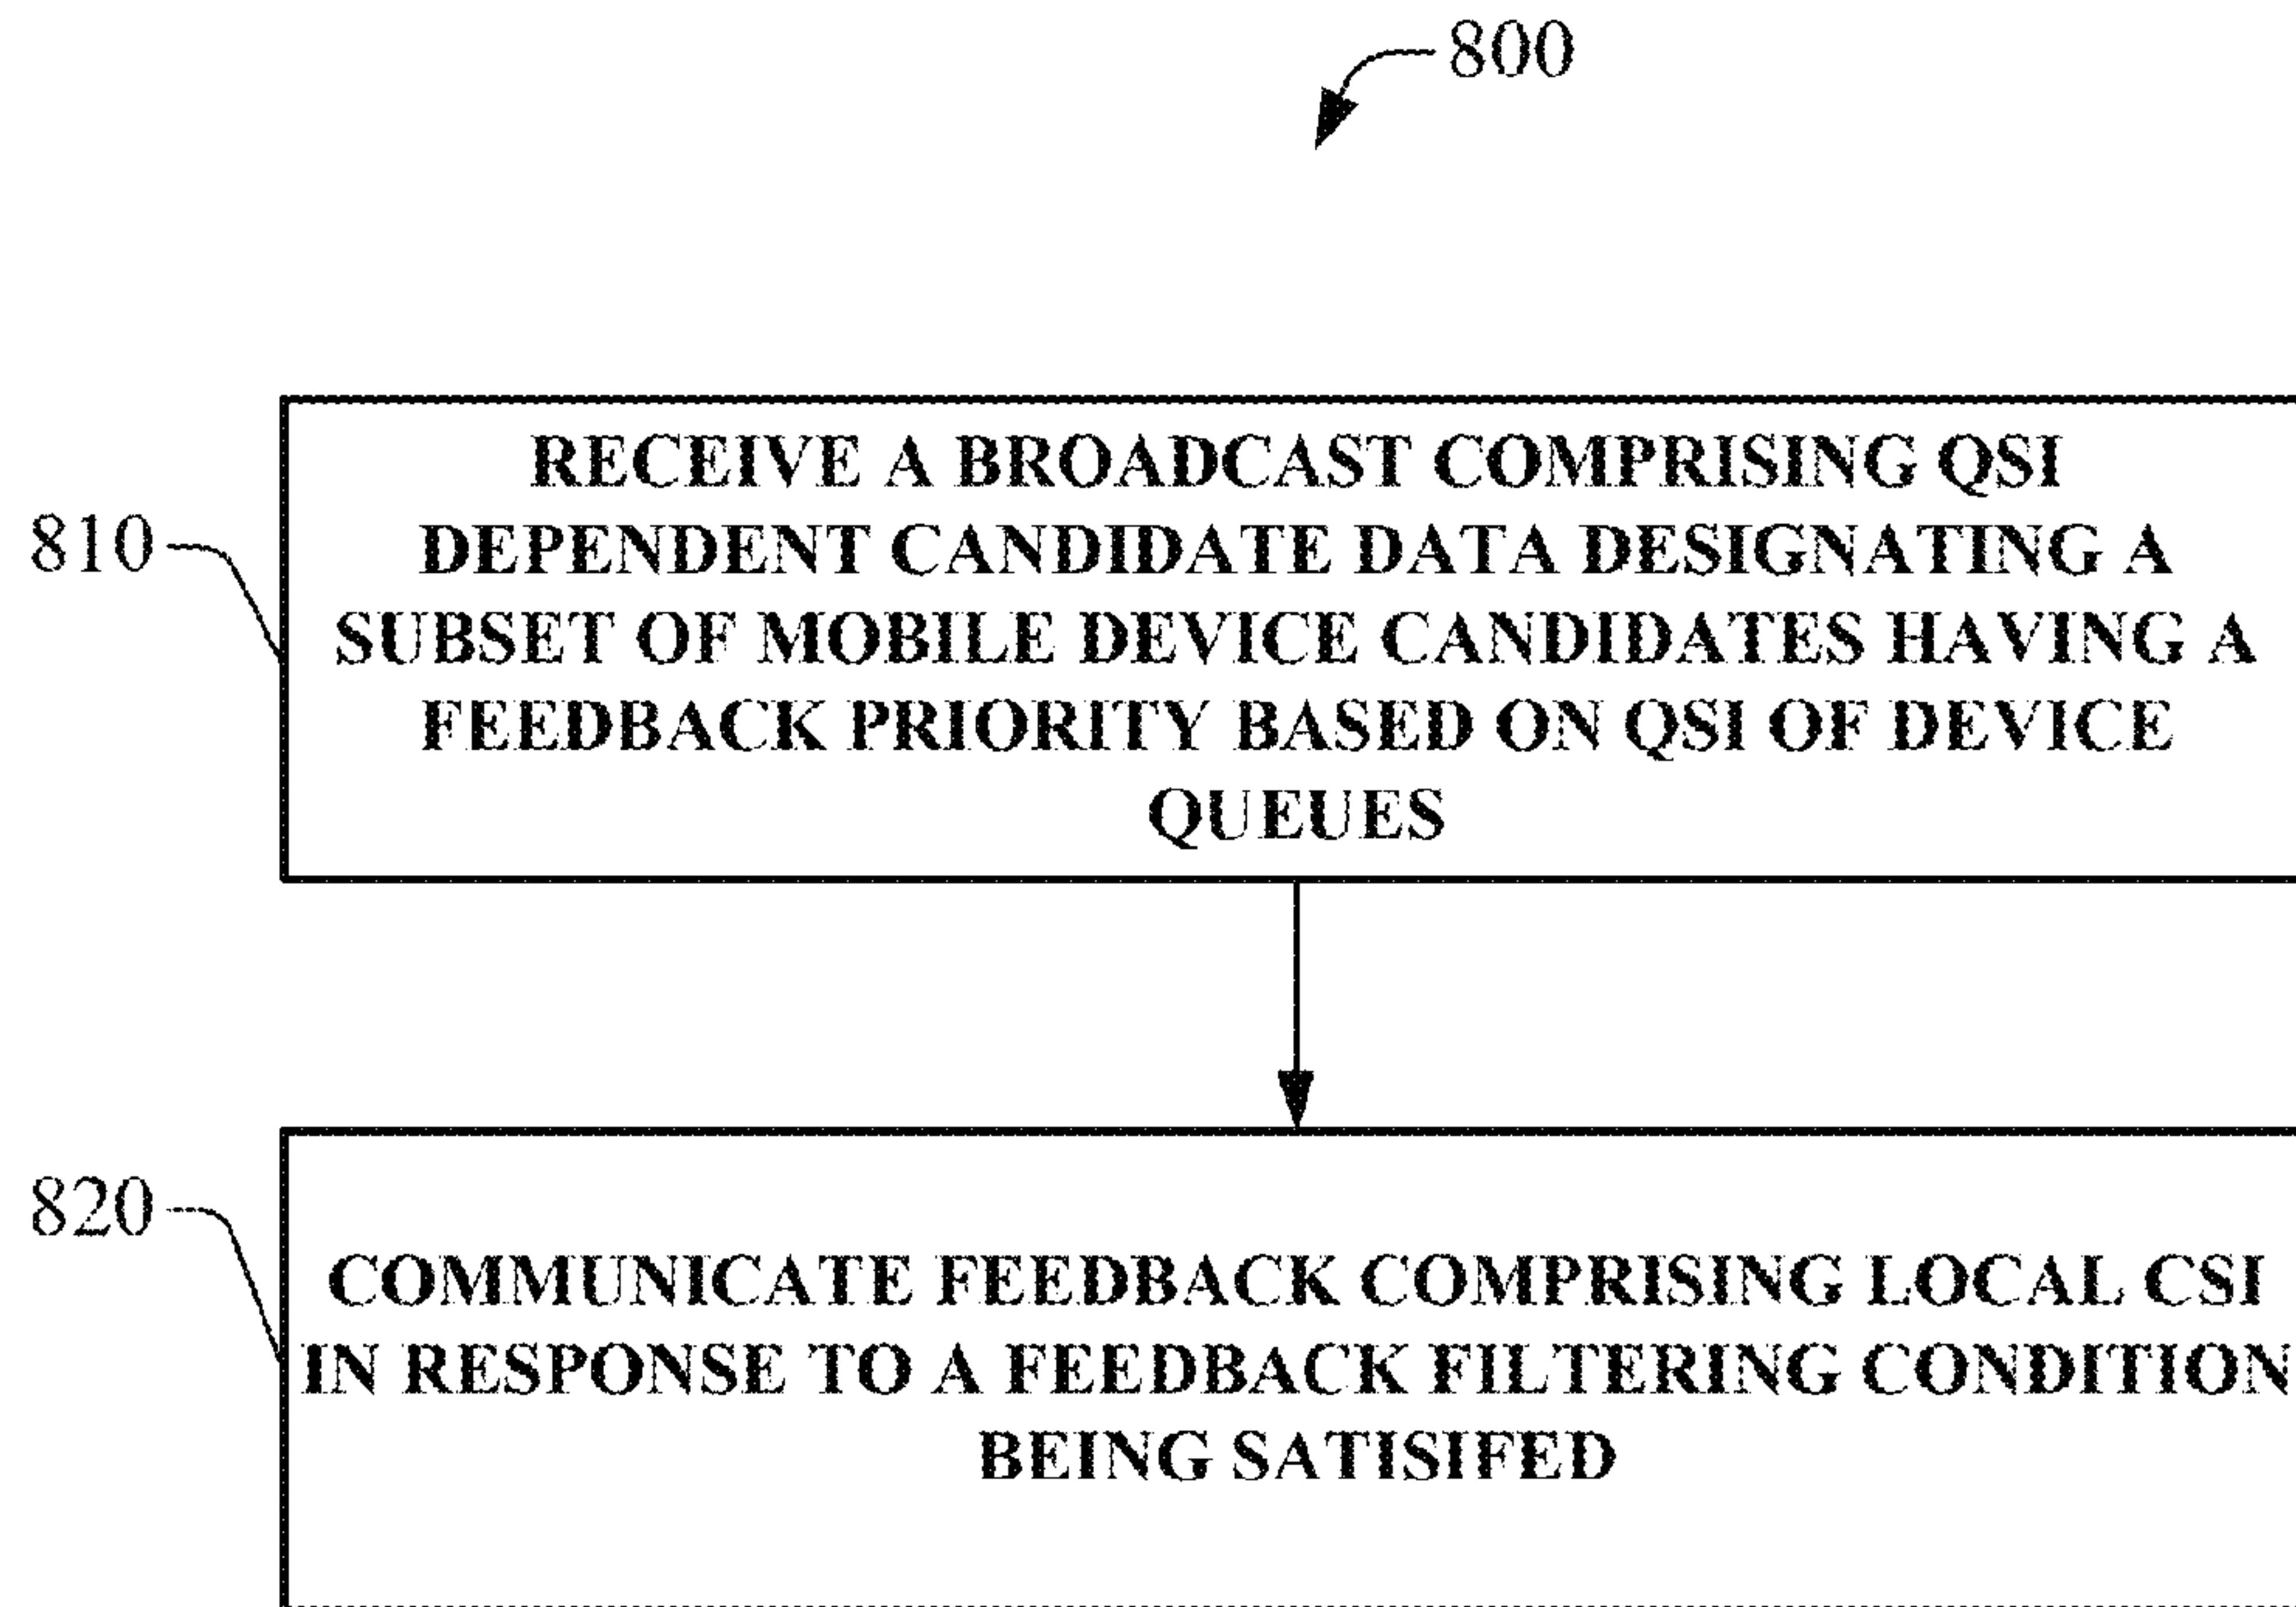 800
810
RECEIVE A BROADCAST COMPRISING QSI
DEPENDENT CANDIDATE DATA DESIGNATING A
SUBSET OF MOBILE DEVICE CANDIDATES HAVING A
FEEDBACK PRIORITY BASED ON QSI OF DEVICE
QUEUES
820
COMMUNICATE FEEDBACK COMPRISING LOCAL CSI
IN RESPONSE TO A FEEDBACK FILTERING CONDITION
BEING SATISIFED